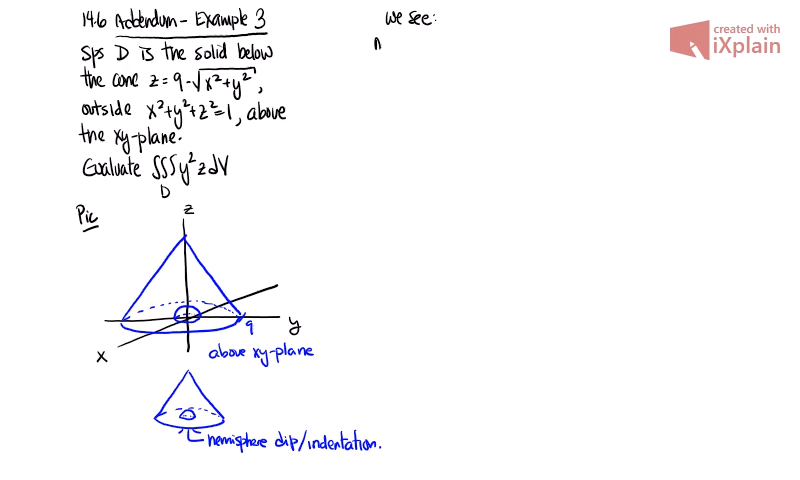 14.6 Addendum - Example 3
Sps D is the solid below
the cone z = 9 - √(x²+y²),
outside x²+y²+z²=1, above
the xy-plane.
Evaluate ∭ y² z dV
D
Pic
z
9
y
x
above xy-plane
hemisphere dip/indentation.
we see:
created with
iXplain